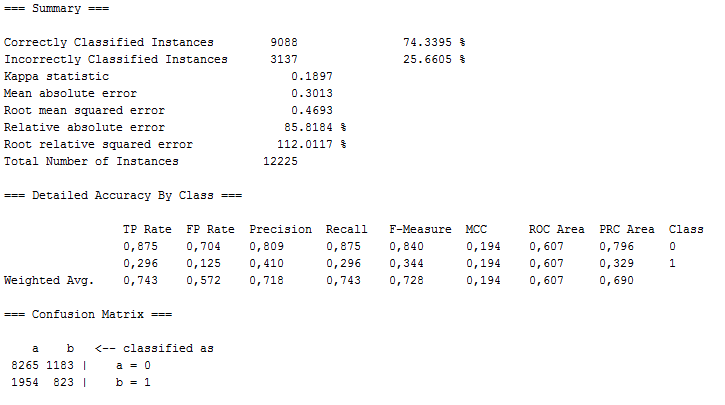 === Summary ===
Correctly Classified Instances 9088 74.3395 %
Incorrectly Classified Instances 3137 25.6605 %
Kappa statistic 0.1897
Mean absolute error 0.3013
Root mean squared error 0.4693
Relative absolute error 85.8184 %
Root relative squared error 112.0117 %
Total Number of Instances 12225
=== Detailed Accuracy By Class ===
TP Rate FP Rate Precision Recall F-Measure MCC ROC Area PRC Area Class
0,875 0,704 0,809 0,875 0,840 0,194 0,607 0,796 0
0,296 0,125 0,410 0,296 0,344 0,194 0,607 0,329 1
Weighted Avg. 0,743 0,572 0,718 0,743 0,728 0,194 0,607 0,690
=== Confusion Matrix ===
a b <-- classified as
8265 1183 | a = 0
1954 823 | b = 1